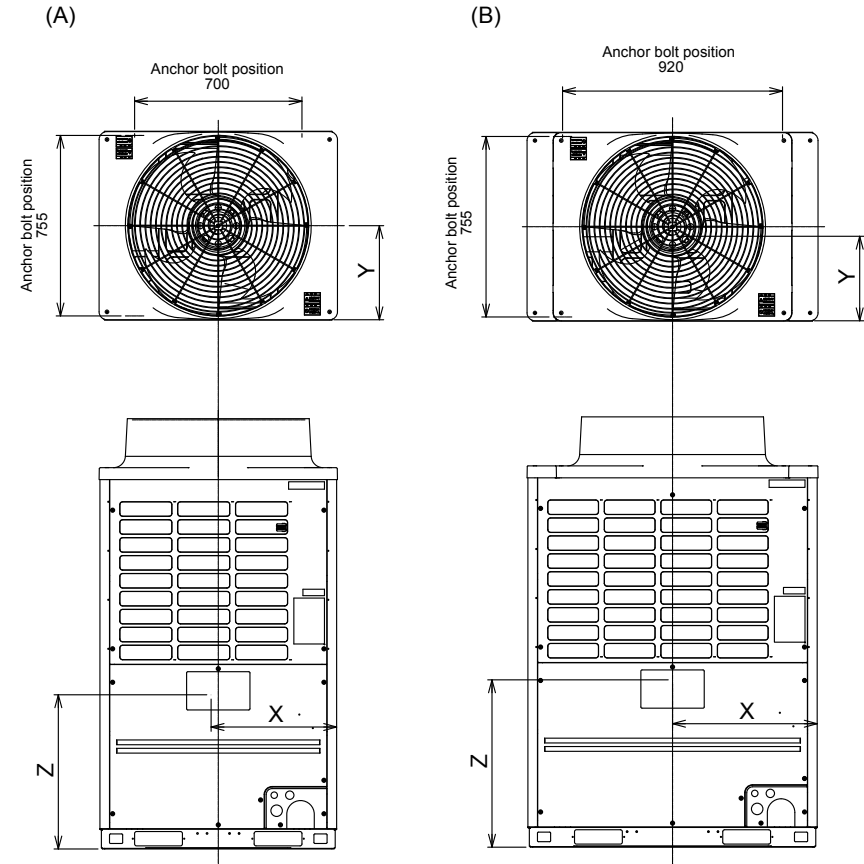 (A)
(B)
Anchor bolt position
700
Anchor bolt position
920
Anchor bolt position
755
Anchor bolt position
755
Y
Y
X
X
Z
Z